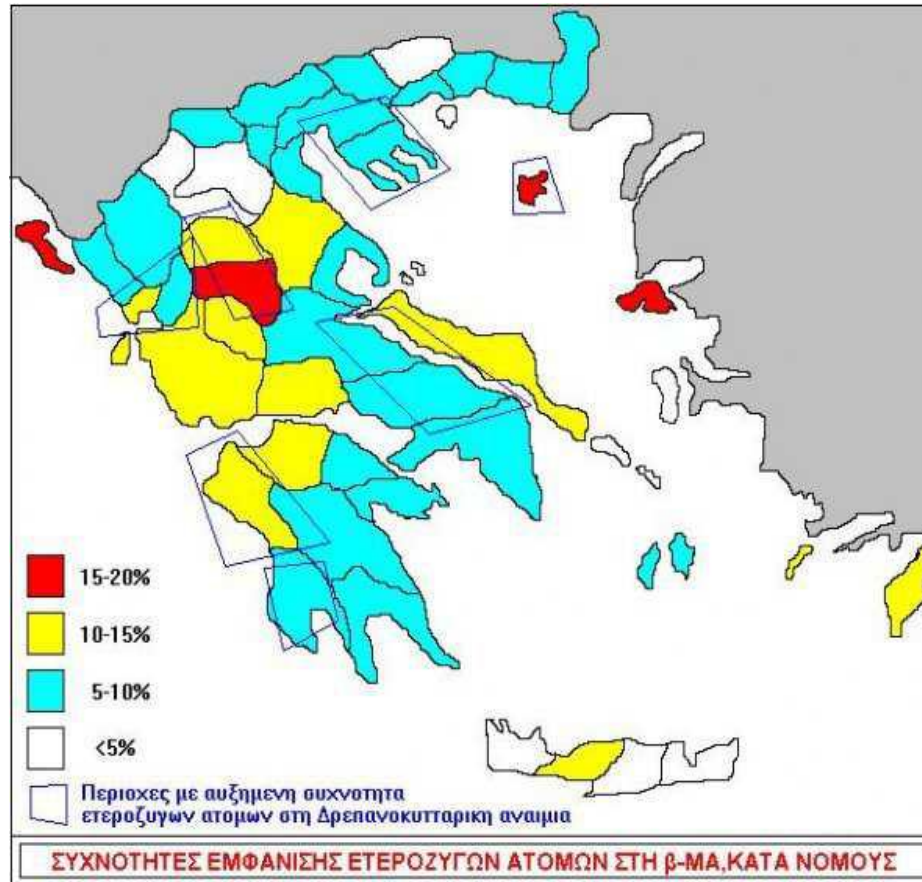 15-20%
10-15%
5-10%
<5%
Περιοχες με αυξημενη συχνοτητα
ετεροζυγων ατομων στη Δρεπανοκυτταρικη αναιμια
ΣΥΧΝΟΤΗΤΕΣ ΕΜΦΑΝΙΣΗΣ ΕΤΕΡΟΖΥΓΩΝ ΑΤΟΜΩΝ ΣΤΗ β-ΜΑ,ΚΑΤΑ ΝΟΜΟΥΣ